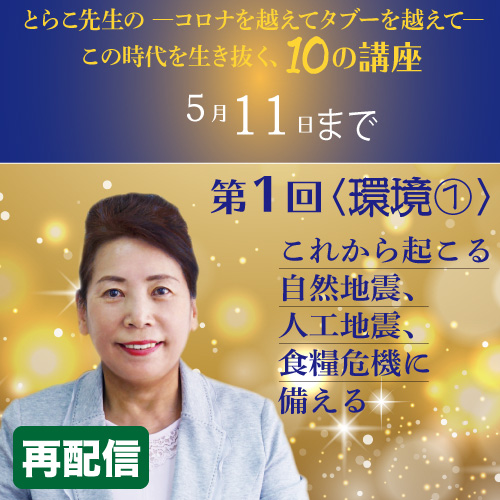 とらこ先生の ―コロナを越えてタブーを越えて―
この時代を生き抜く、10の講座
5月11日まで
第1回〈環境①〉
これから起こる
自然地震、
人工地震、
食糧危機に
備える
再配信